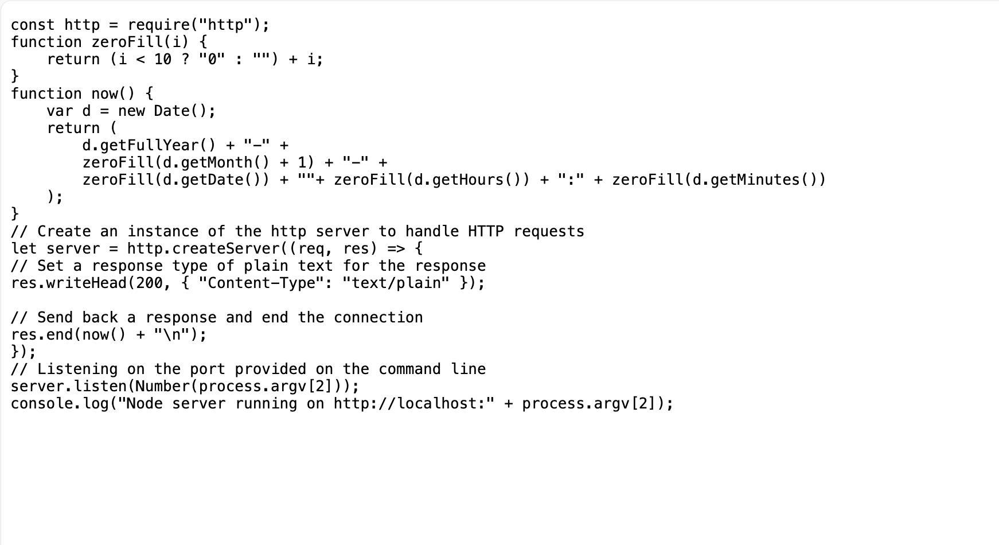 const http = require("http");
function zeroFill(i) {
    return (i < 10 ? "0" : "") + i;
}
function now() {
    var d = new Date();
    return (
        d.getFullYear() + "-" +
        zeroFill(d.getMonth() + 1) + "-" +
        zeroFill(d.getDate()) + ""+ zeroFill(d.getHours()) + ":" + zeroFill(d.getMinutes())
    );
}
// Create an instance of the http server to handle HTTP requests
let server = http.createServer((req, res) => {
// Set a response type of plain text for the response
res.writeHead(200, { "Content-Type": "text/plain" });

// Send back a response and end the connection
res.end(now() + "\n");
});
// Listening on the port provided on the command line
server.listen(Number(process.argv[2]));
console.log("Node server running on http://localhost:" + process.argv[2]);